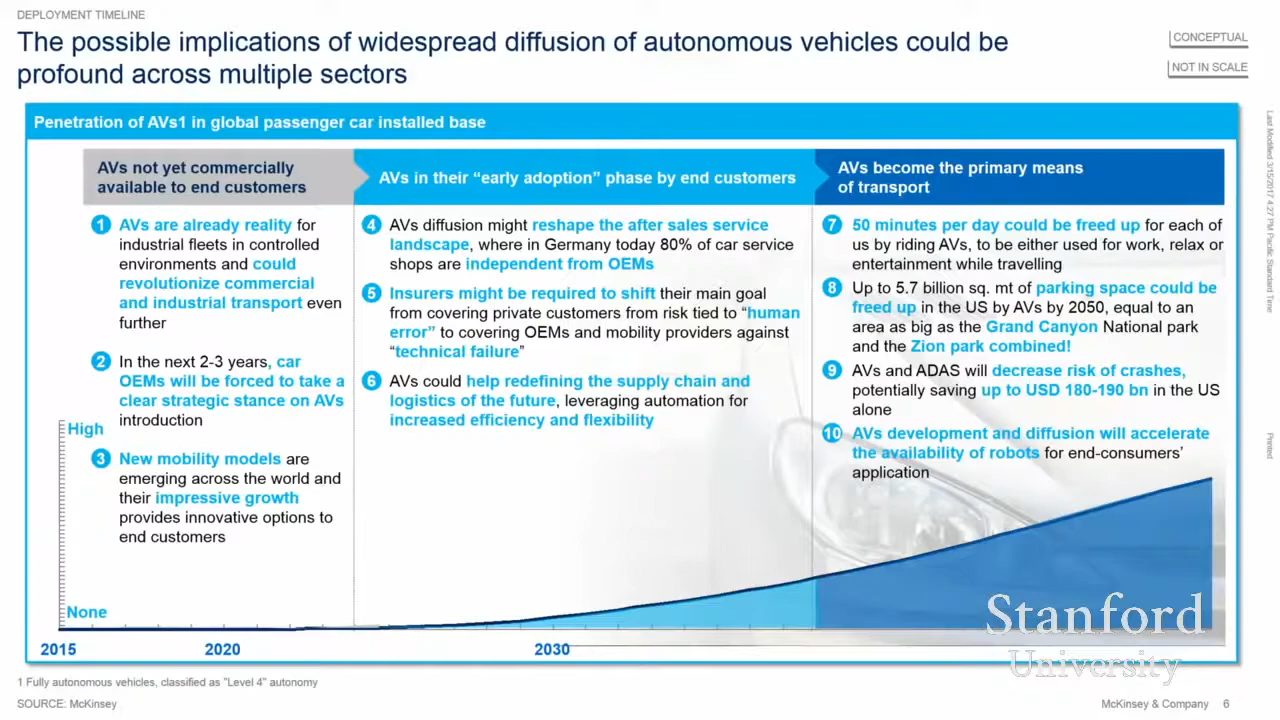 DEPLOYMENT TIMELINE
The possible implications of widespread diffusion of autonomous vehicles could be
profound across multiple sectors
CONCEPTUAL
NOT IN SCALE
Penetration of AVs1 in global passenger car installed base
AVs not yet commercially
available to end customers
1 AVs are already reality for
industrial fleets in controlled
environments and could
revolutionize commercial
and industrial transport even
further
2 In the next 2-3 years, car
OEMs will be forced to take a
clear strategic stance on AVs
introduction
3 New mobility models are
emerging across the world and
their impressive growth
provides innovative options to
end customers
AVs in their “early adoption” phase by end customers
4 AVs diffusion might reshape the after sales service
landscape, where in Germany today 80% of car service
shops are independent from OEMs
5 Insurers might be required to shift their main goal
from covering private customers from risk tied to “human
error” to covering OEMs and mobility providers against
“technical failure”
6 AVs could help redefining the supply chain and
logistics of the future, leveraging automation for
increased efficiency and flexibility
AVs become the primary means
of transport
7 50 minutes per day could be freed up for each of
us by riding AVs, to be either used for work, relax or
entertainment while travelling
8 Up to 5.7 billion sq. mt of parking space could be
freed up in the US by AVs by 2050, equal to an
area as big as the Grand Canyon National park
and the Zion park combined!
9 AVs and ADAS will decrease risk of crashes,
potentially saving up to USD 180-190 bn in the US
alone
10 AVs development and diffusion will accelerate
the availability of robots for end-consumers’
application
High
None
2015
2020
2030
Stanford
University
1 Fully autonomous vehicles, classified as "Level 4" autonomy
SOURCE: McKinsey
McKinsey & Company 6
Last Modified 3/15/2017 4:27 PM Pacific Standard Time
Printed